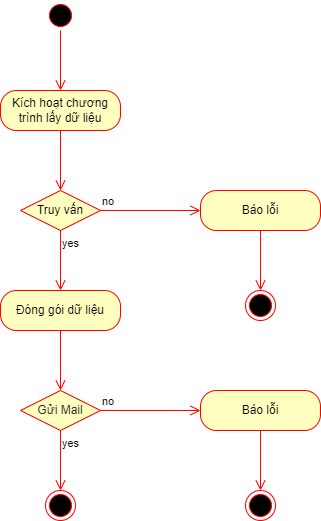 Kích hoạt chương
trình lấy dữ liệu
Truy vấn
no
Báo lỗi
yes
Đóng gói dữ liệu
Gửi Mail
no
Báo lỗi
yes